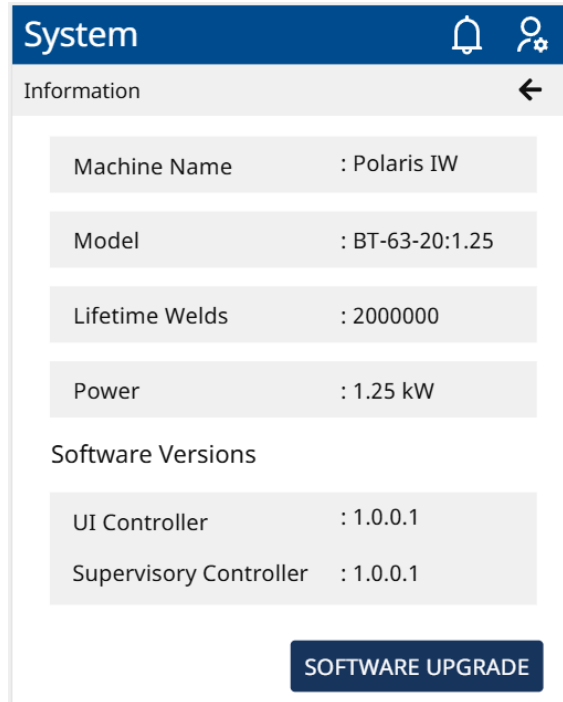 System
Information
Machine Name : Polaris IW
Model : BT-63-20:1.25
Lifetime Welds : 2000000
Power : 1.25 kW
Software Versions
UI Controller : 1.0.0.1
Supervisory Controller : 1.0.0.1
SOFTWARE UPGRADE